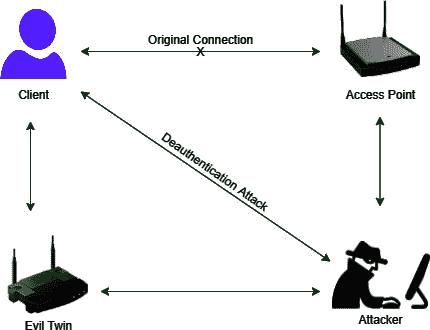 Original Connection
X
Client
Access Point
Deauthentication Attack
Evil Twin
Attacker